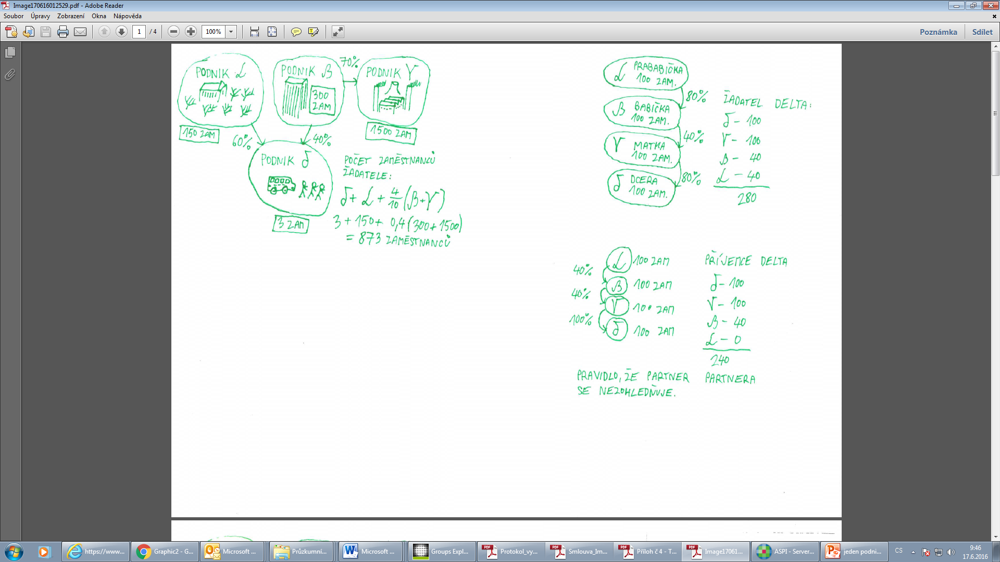 Image170616012529.pdf - Adobe Reader
Soubor Úpravy Zobrazení Okna Nápověda
1 / 4 100% Poznámka Sdílet
PODNIK α
150 ZAM
PODNIK β
300
ZAM
70%
PODNIK γ
1500 ZAM
60%
40%
PODNIK δ
3 ZAM
POČET ZAMĚSTNANCŮ
ŽADATELE:
δ + α + 4/10 (β+γ)
3 + 150 + 0,4 (300 + 1500)
= 873 ZAMĚSTNANCŮ
α PRABABIČKA
100 ZAM.
80%
β BABIČKA
100 ZAM.
40%
γ MATKA
100 ZAM.
80%
δ DCERA
100 ZAM.
ŽADATEL DELTA:
δ - 100
γ - 100
β - 40
α - 40
280
α 100 ZAM
40%
β 100 ZAM
40%
γ 100 ZAM
100%
δ 100 ZAM
PŘÍJEMCE DELTA
δ - 100
γ - 100
β - 40
α - 0
240
PRAVIDLO, ŽE PARTNER PARTNERA
SE NEZOHLEDŇUJE.
https://www... Graphic2 - G... Microsoft ... Průzkumní... Microsoft ... Groups Expl... Protokol_vy... Smlouva_Im... Příloh č 4 - T... Image17061... ASPI - Server... jeden podni... CS 9:46
17.6.2016